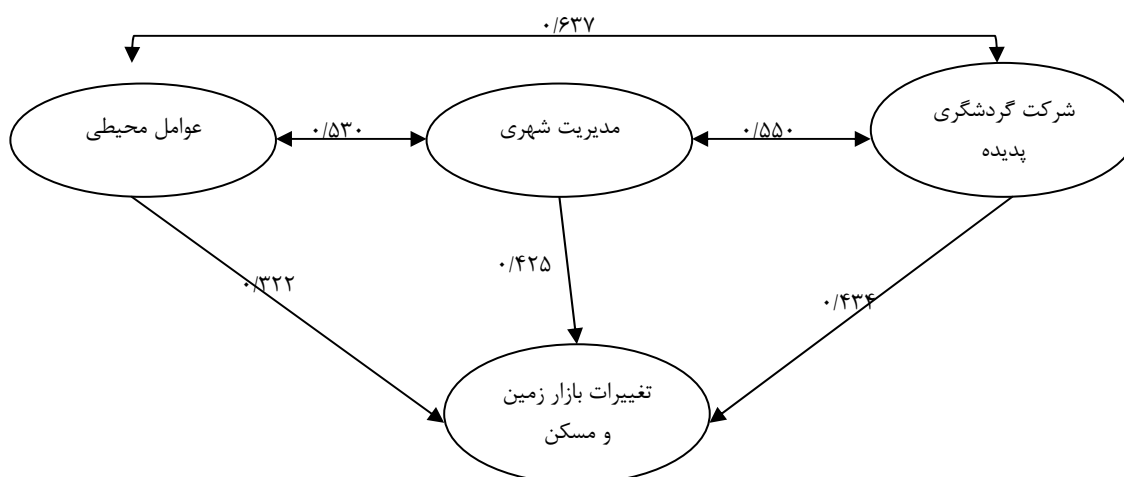 ۰/۶۳۷
شرکت گردشگری
پدیده
۰/۵۵۰
مدیریت شهری
۰/۵۳۰
عوامل محیطی
۰/۴۳۴
۰/۴۲۵
۰/۳۲۲
تغییرات بازار زمین
و مسکن